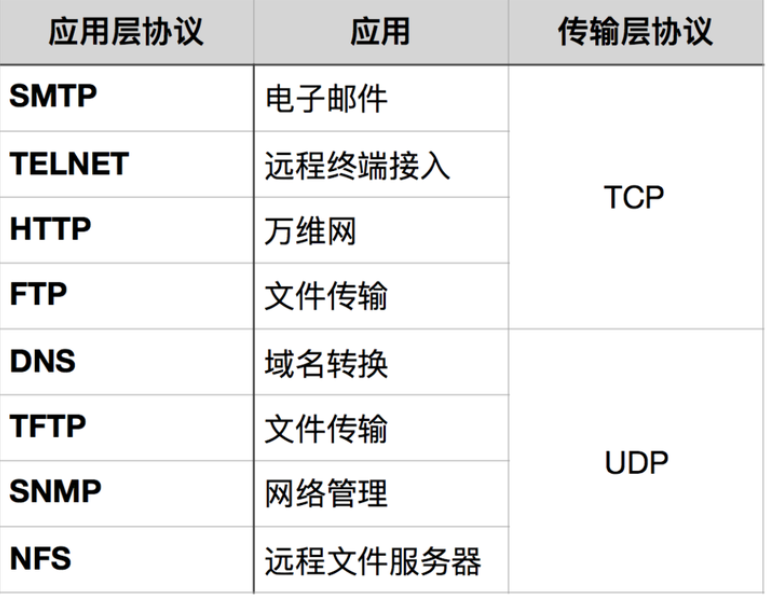 应用层协议 应用 传输层协议
SMTP 电子邮件
TELNET 远程终端接入
TCP
HTTP 万维网
FTP 文件传输
DNS 域名转换
TFTP 文件传输
UDP
SNMP 网络管理
NFS 远程文件服务器